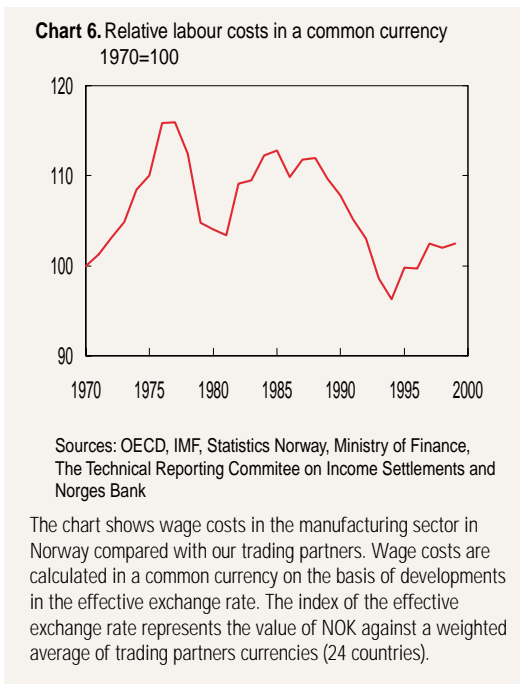 Chart 6. Relative labour costs in a common currency
1970=100
120
110
100
90
1970 1975 1980 1985 1990 1995 2000
Sources: OECD, IMF, Statistics Norway, Ministry of Finance,
The Technical Reporting Commitee on Income Settlements and
Norges Bank
The chart shows wage costs in the manufacturing sector in
Norway compared with our trading partners. Wage costs are
calculated in a common currency on the basis of developments
in the effective exchange rate. The index of the effective
exchange rate represents the value of NOK against a weighted
average of trading partners currencies (24 countries).